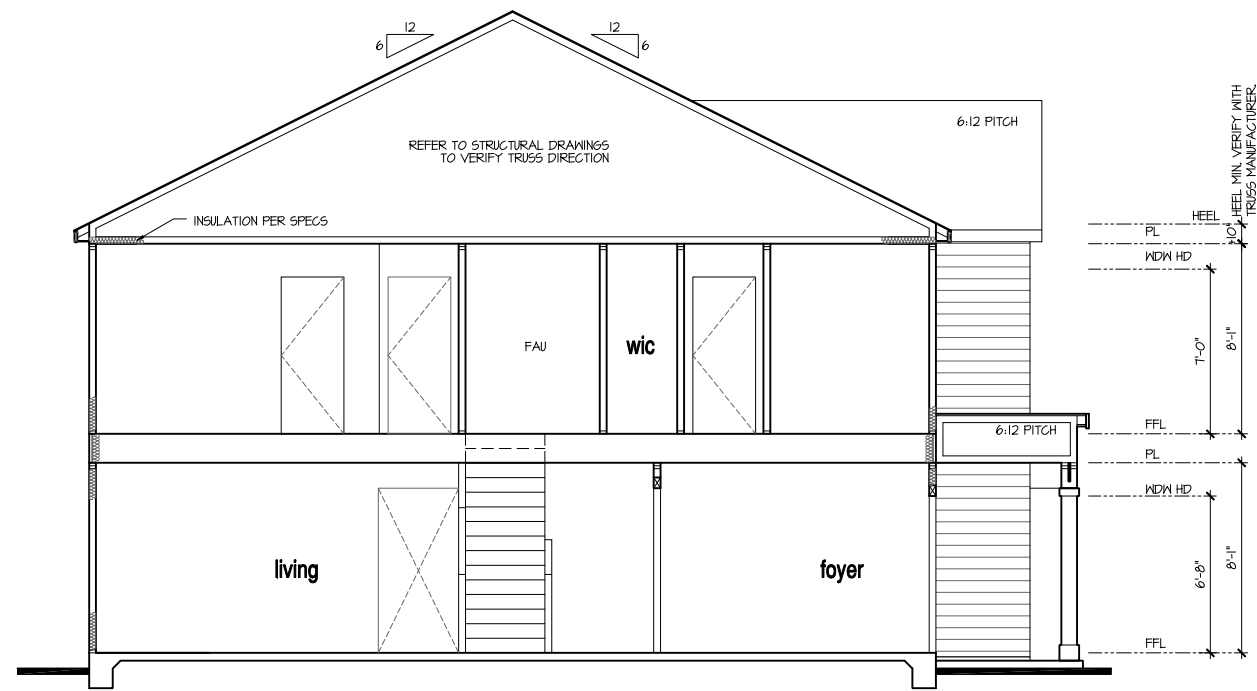 12
6
12
6
6:12 PITCH
REFER TO STRUCTURAL DRAWINGS
TO VERIFY TRUSS DIRECTION
INSULATION PER SPECS
HEEL MIN. VERIFY WITH
TRUSS MANUFACTURER.
HEEL
+10"
PL
WDW HD
7'-0"
8'-1"
FAU
wic
FFL
6:12 PITCH
PL
WDW HD
6'-8"
8'-1"
living
foyer
FFL